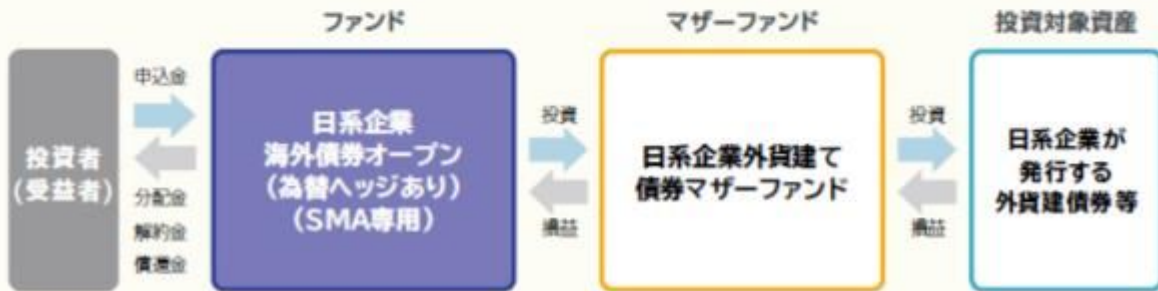 ファンド
マザーファンド
投資対象資産
投資者
(受益者)
申込金
分配金
解約金
償還金
日系企業
海外債券オープン
(為替ヘッジあり)
(SMA専用)
投資
損益
日系企業外貨建て
債券マザーファンド
投資
損益
日系企業が
発行する
外貨建債券等